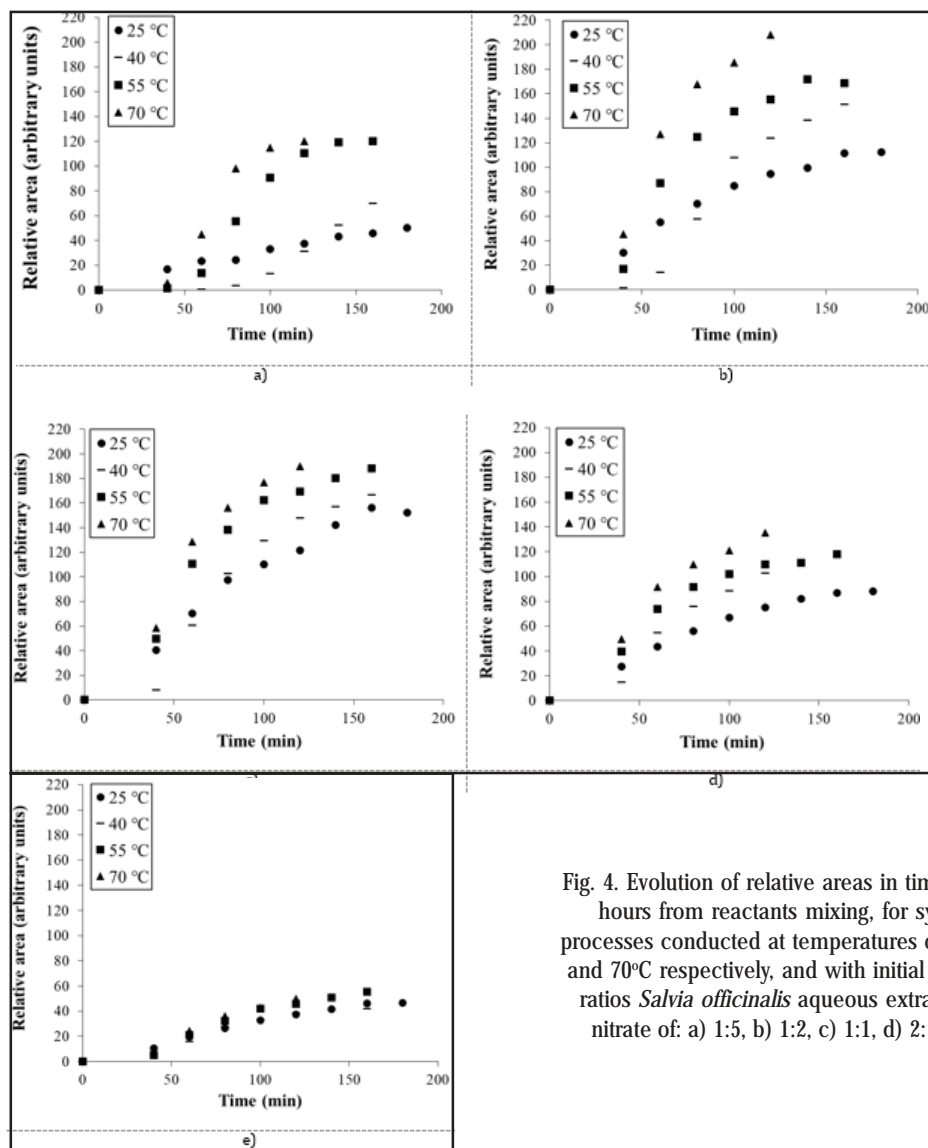 Relative area (arbitrary units)
220
200
180
160
140
120
100
80
60
40
20
0
25 °C
40 °C
55 °C
70 °C
0
50
100
150
200
Time (min)
a)
Relative area (arbitrary units)
220
200
180
160
140
120
100
80
60
40
20
0
25 °C
40 °C
55 °C
70 °C
0
50
100
150
200
Time (min)
b)
Relative area (arbitrary units)
220
200
180
160
140
120
100
80
60
40
20
0
25 °C
40 °C
55 °C
70 °C
0
50
100
150
200
Time (min)
Relative area (arbitrary units)
220
200
180
160
140
120
100
80
60
40
20
0
25 °C
40 °C
55 °C
70 °C
0
50
100
150
200
Time (min)
d)
Relative area (arbitrary units)
220
200
180
160
140
120
100
80
60
40
20
0
25 °C
40 °C
55 °C
70 °C
0
50
100
150
200
Time (min)
e)
Fig. 4. Evolution of relative areas in tim
hours from reactants mixing, for sy
processes conducted at temperatures
and 70°C respectively, and with initial
ratios Salvia officinalis aqueous extra
nitrate of: a) 1:5, b) 1:2, c) 1:1, d) 2: